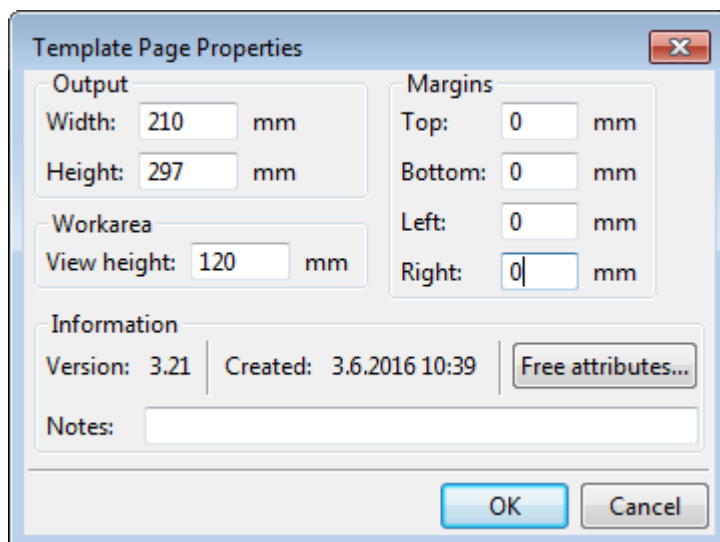 Template Page Properties
Output
Width: 210 mm
Height: 297 mm
Workarea
View height: 120 mm
Margins
Top: 0 mm
Bottom: 0 mm
Left: 0 mm
Right: 0 mm
Information
Version: 3.21 Created: 3.6.2016 10:39 Free attributes...
Notes:
OK Cancel